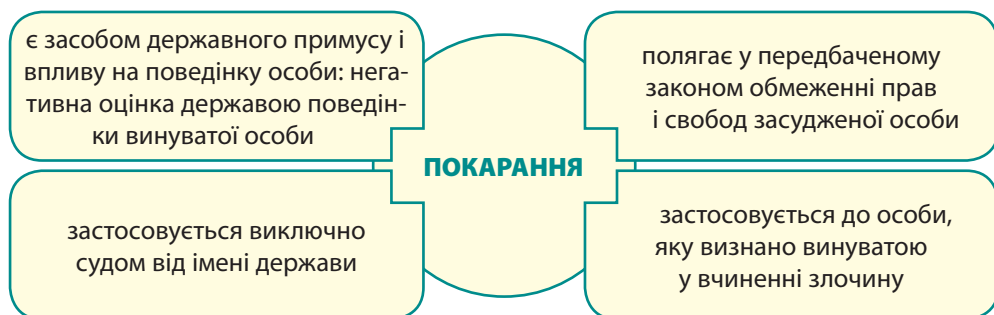 є засобом державного примусу і
впливу на поведінку особи: нега-
тивна оцінка державою поведін-
ки винуватої особи
полягає у передбаченому
законом обмеженні прав
і свобод засудженої особи
ПОКАРАННЯ
застосовується виключно
судом від імені держави
застосовується до особи,
яку визнано винуватою
у вчиненні злочину